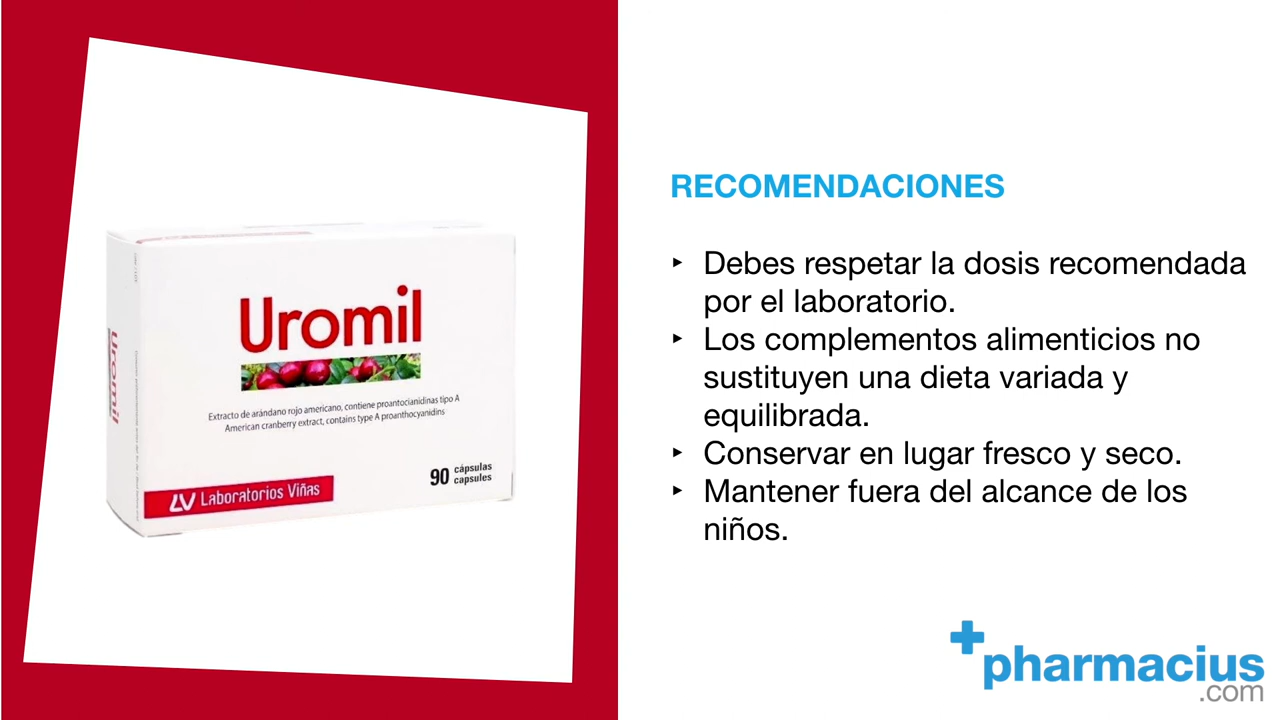 Uromil
Extracto de arándano rojo americano, contiene proantocianidinas tipo A
American cranberry extract, contains type A proanthocyanidins
90 cápsulas
capsules
LV Laboratorios Viñas
Uromil
RECOMENDACIONES
‣ Debes respetar la dosis recomendada
por el laboratorio.
‣ Los complementos alimenticios no
sustituyen una dieta variada y
equilibrada.
‣ Conservar en lugar fresco y seco.
‣ Mantener fuera del alcance de los
niños.
pharmacius
.com